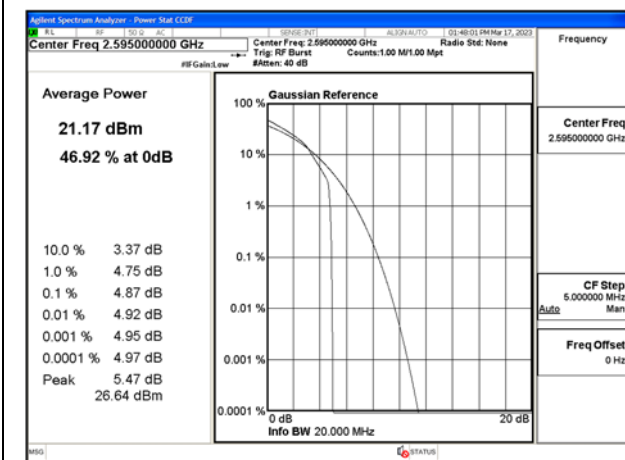 Agilent Spectrum Analyzer - Power Stat CCDF
RL RF 50 Ω AC SENSE:INT ALIGN AUTO 01:48:01 PM Mar 17, 2023
Center Freq 2.595000000 GHz
Center Freq: 2.595000000 GHz Radio Std: None
Trig: RF Burst Counts:1.00 M/1.00 Mpt
#IFGain:Low #Atten: 40 dB
Frequency
Average Power
21.17 dBm
46.92 % at 0dB
10.0 % 3.37 dB
1.0 % 4.75 dB
0.1 % 4.87 dB
0.01 % 4.92 dB
0.001 % 4.95 dB
0.0001 % 4.97 dB
Peak 5.47 dB
26.64 dBm
Gaussian Reference
100 %
10 %
1 %
0.1 %
0.01 %
0.001 %
0.0001 %
0 dB 20 dB
Info BW 20.000 MHz
Center Freq
2.595000000 GHz
CF Step
5.000000 MHz
Auto Man
Freq Offset
0 Hz
MSG STATUS